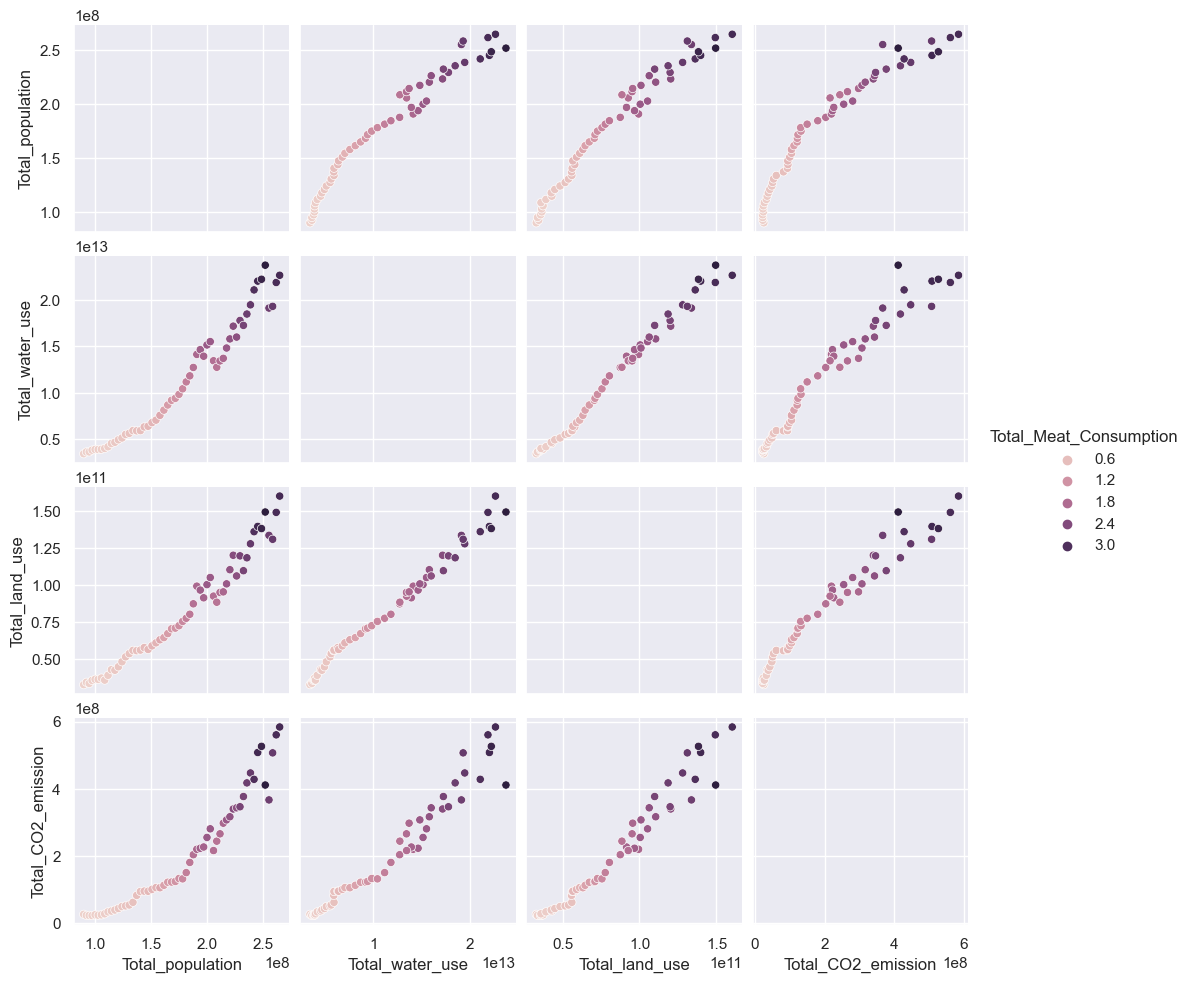 1e8
2.5
2.0
1.5
1.0
Total_population
1e13
2.0
1.5
1.0
0.5
Total_water_use
1e11
1.50
1.25
1.00
0.75
0.50
Total_land_use
1e8
6
4
2
0
Total_CO2_emission
1.0 1.5 2.0 2.5
1 2
0.5 1.0 1.5
0 2 4 6
Total_population 1e8
Total_water_use 1e13
Total_land_use 1e11
Total_CO2_emission 1e8
Total_Meat_Consumption
0.6
1.2
1.8
2.4
3.0